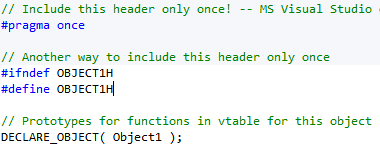 // Include this header only once! -- MS Visual Studio
#pragma once
// Another way to include this header only once
#ifndef OBJECT1H
#define OBJECT1H
// Prototypes for functions in vtable for this object
DECLARE_OBJECT( Object1 );